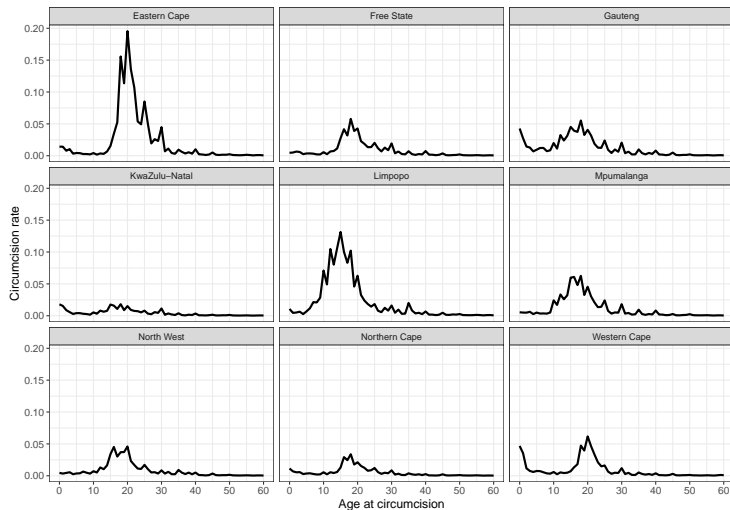 Eastern Cape
Free State
Gauteng
0.20
0.15
0.10
0.05
0.00
KwaZulu−Natal
Limpopo
Mpumalanga
0.20
0.15
0.10
0.05
0.00
North West
Northern Cape
Western Cape
0.20
0.15
0.10
0.05
0.00
0 10 20 30 40 50 60
0 10 20 30 40 50 60
0 10 20 30 40 50 60
Age at circumcision
Circumcision rate